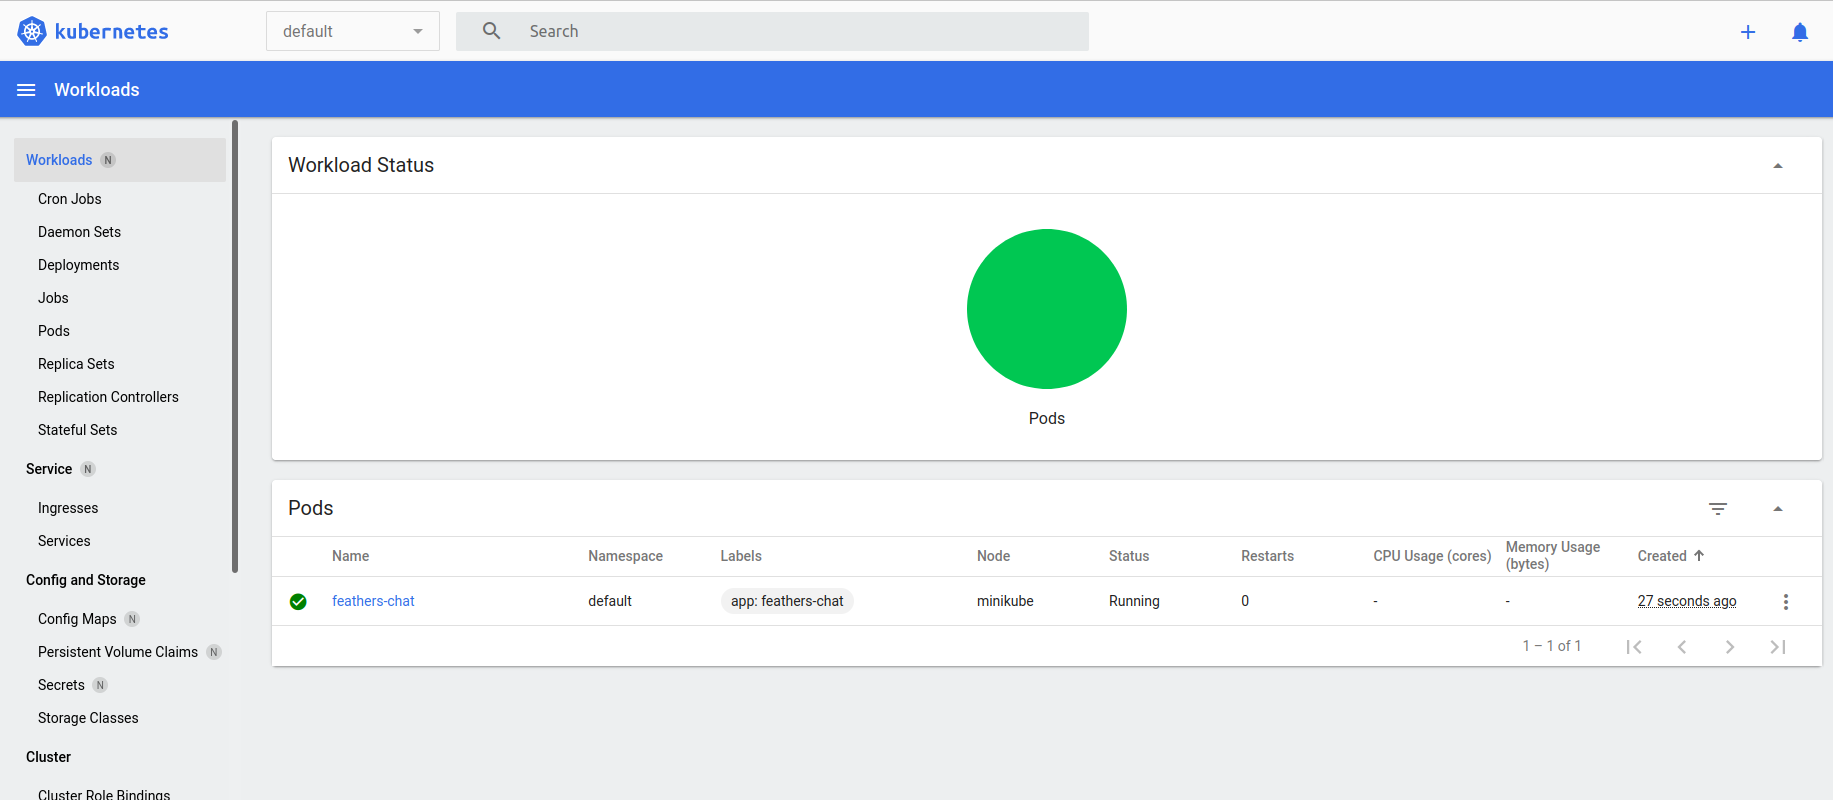 kubernetes
default
Search
Workloads
Workloads N
Cron Jobs
Daemon Sets
Deployments
Jobs
Pods
Replica Sets
Replication Controllers
Stateful Sets
Service N
Ingresses
Services
Config and Storage
Config Maps N
Persistent Volume Claims N
Secrets N
Storage Classes
Cluster
Cluster Role Bindings
Workload Status
Pods
Pods
Name Namespace Labels Node Status Restarts CPU Usage (cores) Memory Usage (bytes) Created
feathers-chat default app: feathers-chat minikube Running 0 - - 27 seconds ago
1 – 1 of 1